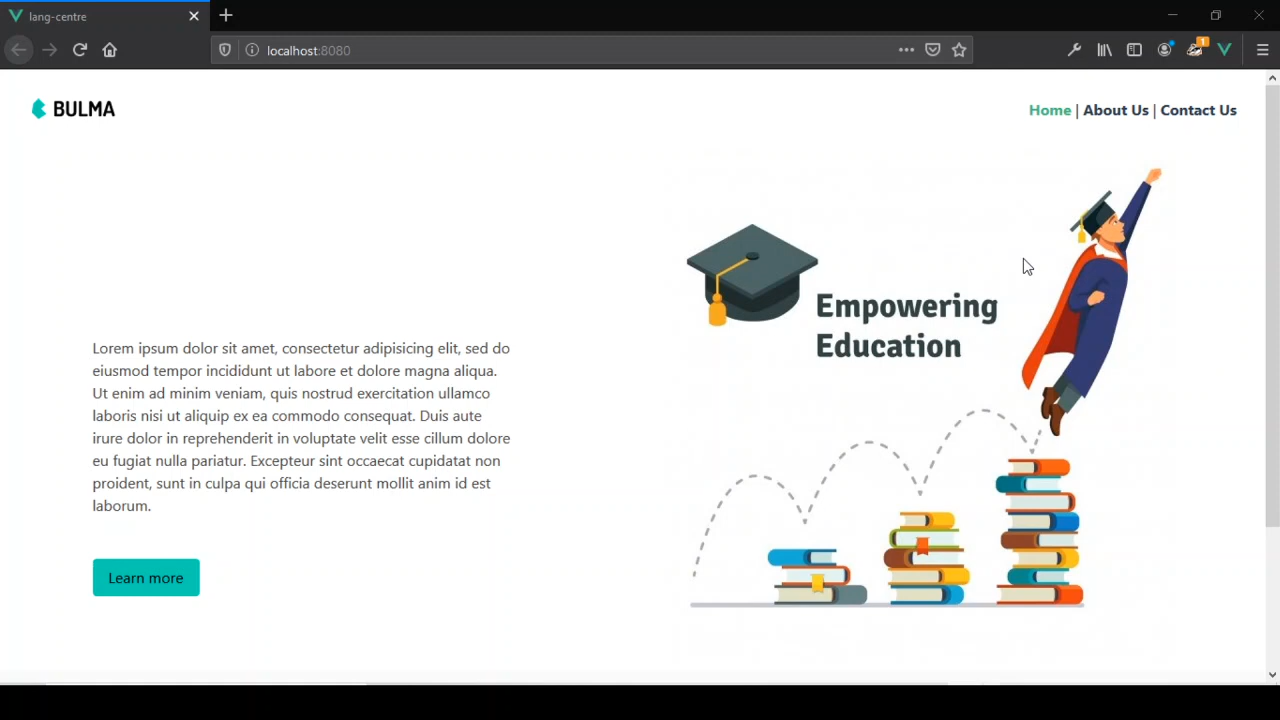 lang-centre
localhost:8080
1
BULMA
Home | About Us | Contact Us
Empowering
Education
Lorem ipsum dolor sit amet, consectetur adipisicing elit, sed do
eiusmod tempor incididunt ut labore et dolore magna aliqua.
Ut enim ad minim veniam, quis nostrud exercitation ullamco
laboris nisi ut aliquip ex ea commodo consequat. Duis aute
irure dolor in reprehenderit in voluptate velit esse cillum dolore
eu fugiat nulla pariatur. Excepteur sint occaecat cupidatat non
proident, sunt in culpa qui officia deserunt mollit anim id est
laborum.
Learn more